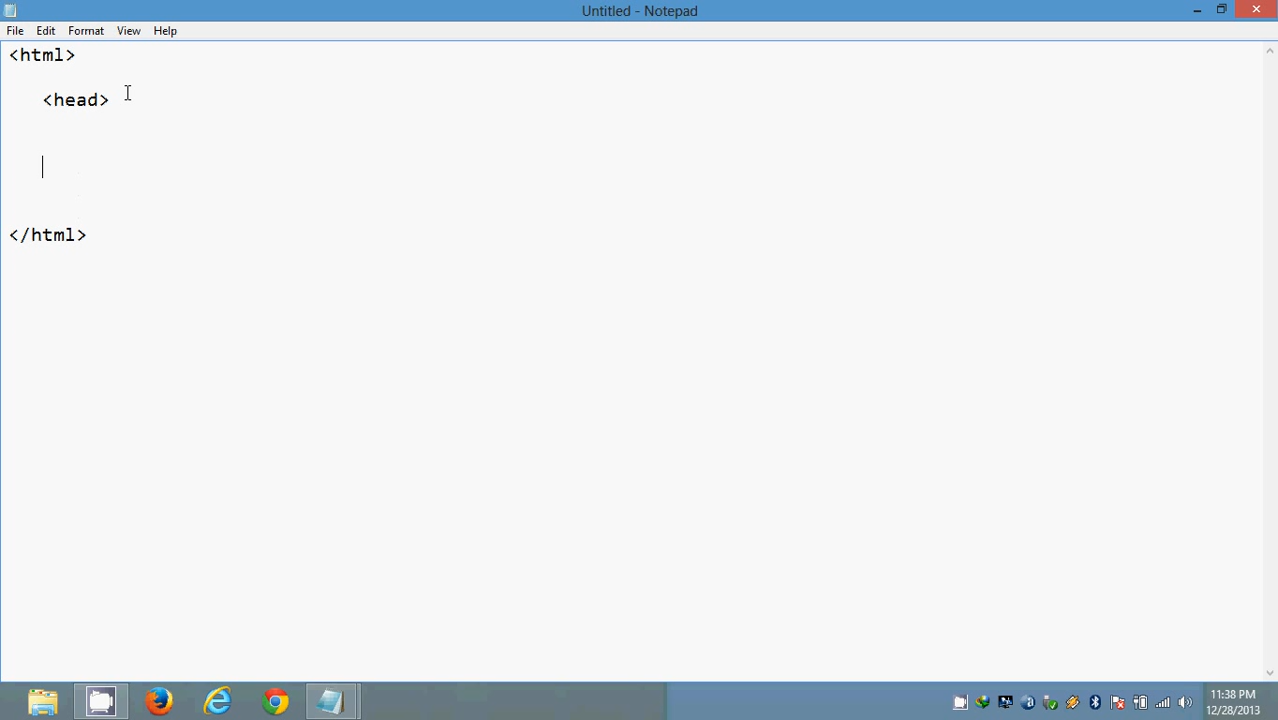 Untitled - Notepad
File Edit Format View Help
<html>
<head>
</html>
11:38 PM
12/28/2013